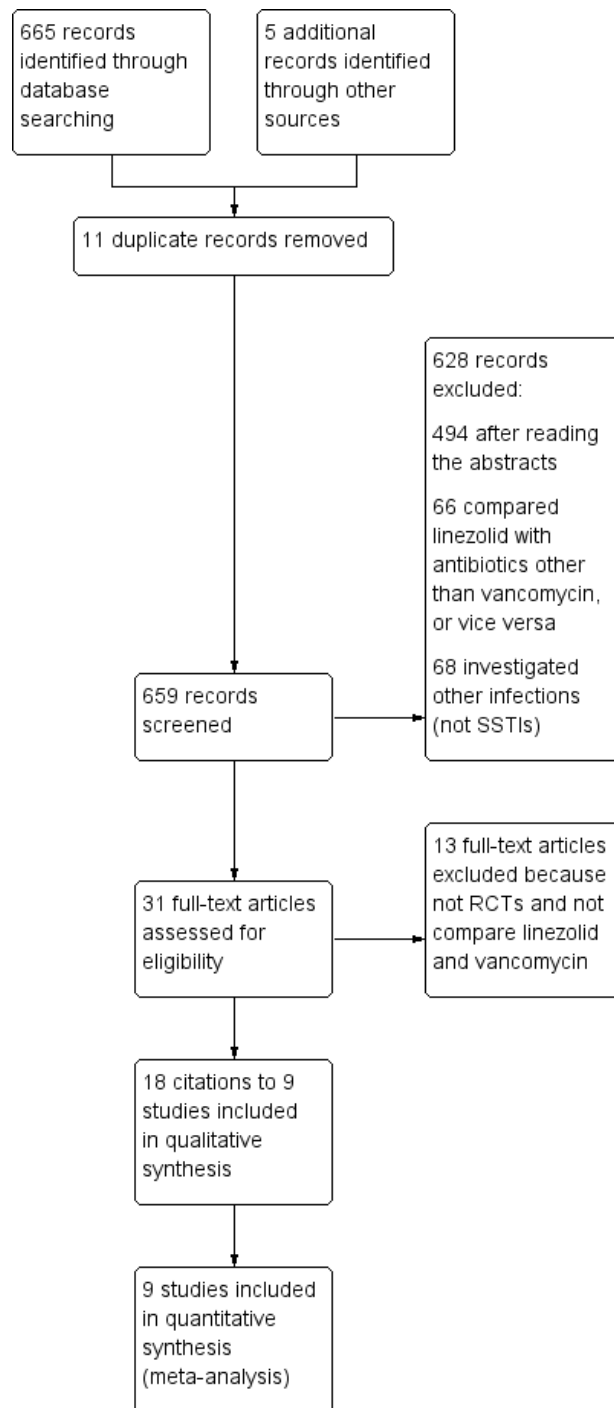 665 records
identified through
database
searching
5 additional
records identified
through other
sources
11 duplicate records removed
628 records
excluded:
494 after reading
the abstracts
66 compared
linezolid with
antibiotics other
than vancomycin,
or vice versa
68 investigated
other infections
(not SSTIs)
659 records
screened
13 full-text articles
excluded because
not RCTs and not
compare linezolid
and vancomycin
31 full-text articles
assessed for
eligibility
18 citations to 9
studies included
in qualitative
synthesis
9 studies included
in quantitative
synthesis
(meta-analysis)